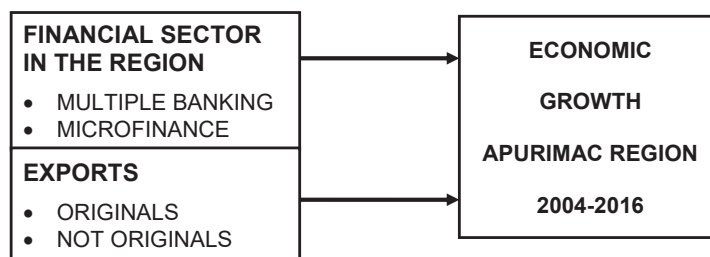 FINANCIAL SECTOR
IN THE REGION
• MULTIPLE BANKING
• MICROFINANCE
EXPORTS
• ORIGINALS
• NOT ORIGINALS
ECONOMIC
GROWTH
APURIMAC REGION
2004-2016